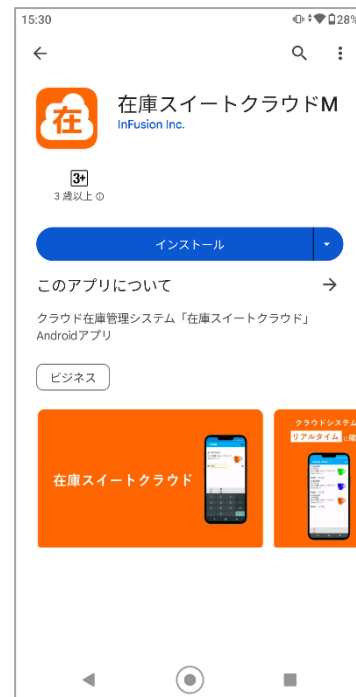 15:30
28%
在庫スイートクラウドM
InFusion Inc.
在
3+
3 歳以上
インストール
このアプリについて
クラウド在庫管理システム「在庫スイートクラウド」
Androidアプリ
ビジネス
在庫スイートクラウド
クラウドシステム
リアルタイム に確